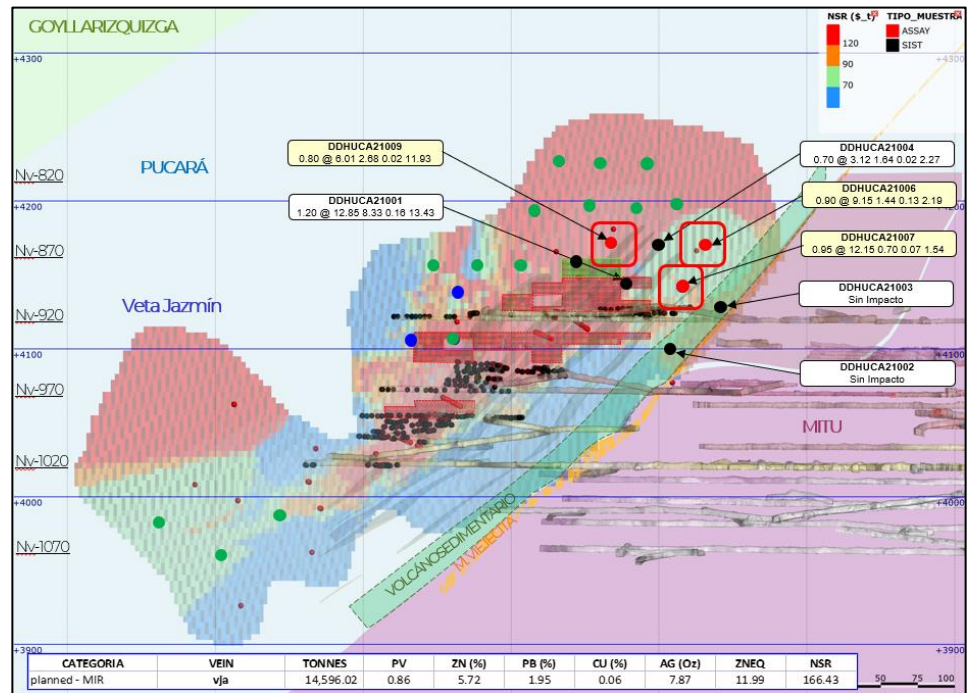 GOYLLARIZQUIZGA
NSR ($_t) TIPO_MUESTRA
120
90
70
ASSAY
SIST
+4300
+4300
DDHUCA21009
0.80 @ 6.01 2.68 0.02 11.93
DDHUCA21004
0.70 @ 3.12 1.64 0.02 2.27
PUCARÁ
Nv-820
DDHUCA21006
0.90 @ 9.15 1.44 0.13 2.19
+4200
+4200
DDHUCA21001
1.20 @ 12.85 8.33 0.16 13.43
DDHUCA21007
0.95 @ 12.15 0.70 0.07 1.54
Nv-870
DDHUCA21003
Sin Impacto
Veta Jazmín
Nv-920
+4100
+4100
DDHUCA21002
Sin Impacto
Nv-970
MITU
Nv-1020
+4000
+4000
VOLCÁNOSEDIMENTARIO
M.VIEJECITA
Nv-1070
+3900
CATEGORIA VEIN TONNES PV ZN (%) PB (%) CU (%) AG (Oz) ZNEQ NSR
planned - MIR vja 14,596.02 0.86 5.72 1.95 0.06 7.87 11.99 166.43
50 75 100